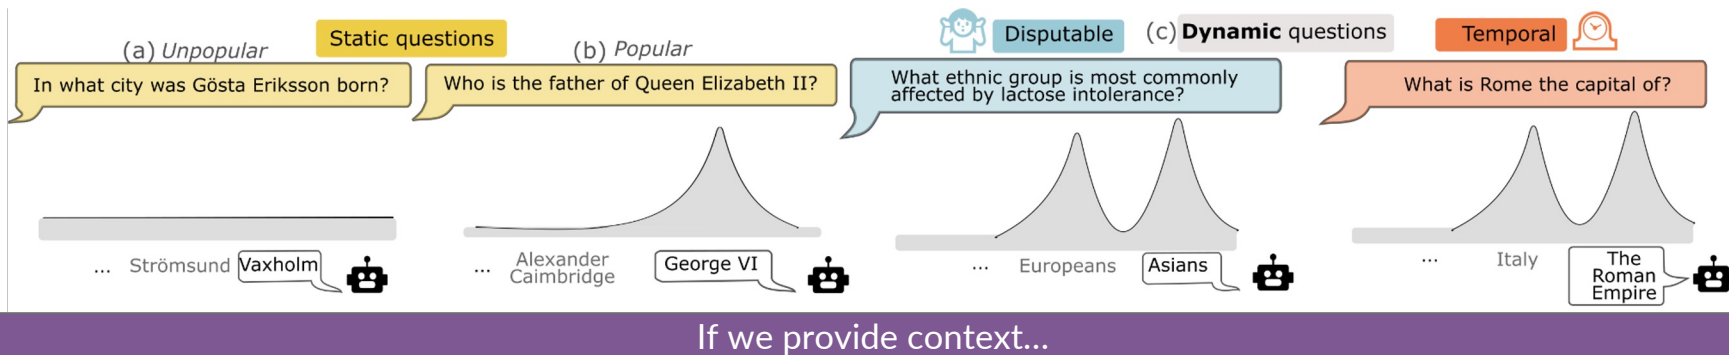 (a) Unpopular
Static questions
(b) Popular
Disputable
(c) Dynamic questions
Temporal
In what city was Gösta Eriksson born?
Who is the father of Queen Elizabeth II?
What ethnic group is most commonly
affected by lactose intolerance?
What is Rome the capital of?
... Strömsund
Vaxholm
... Alexander
Caimbridge
George VI
... Europeans
Asians
... Italy
The
Roman
Empire
If we provide context...